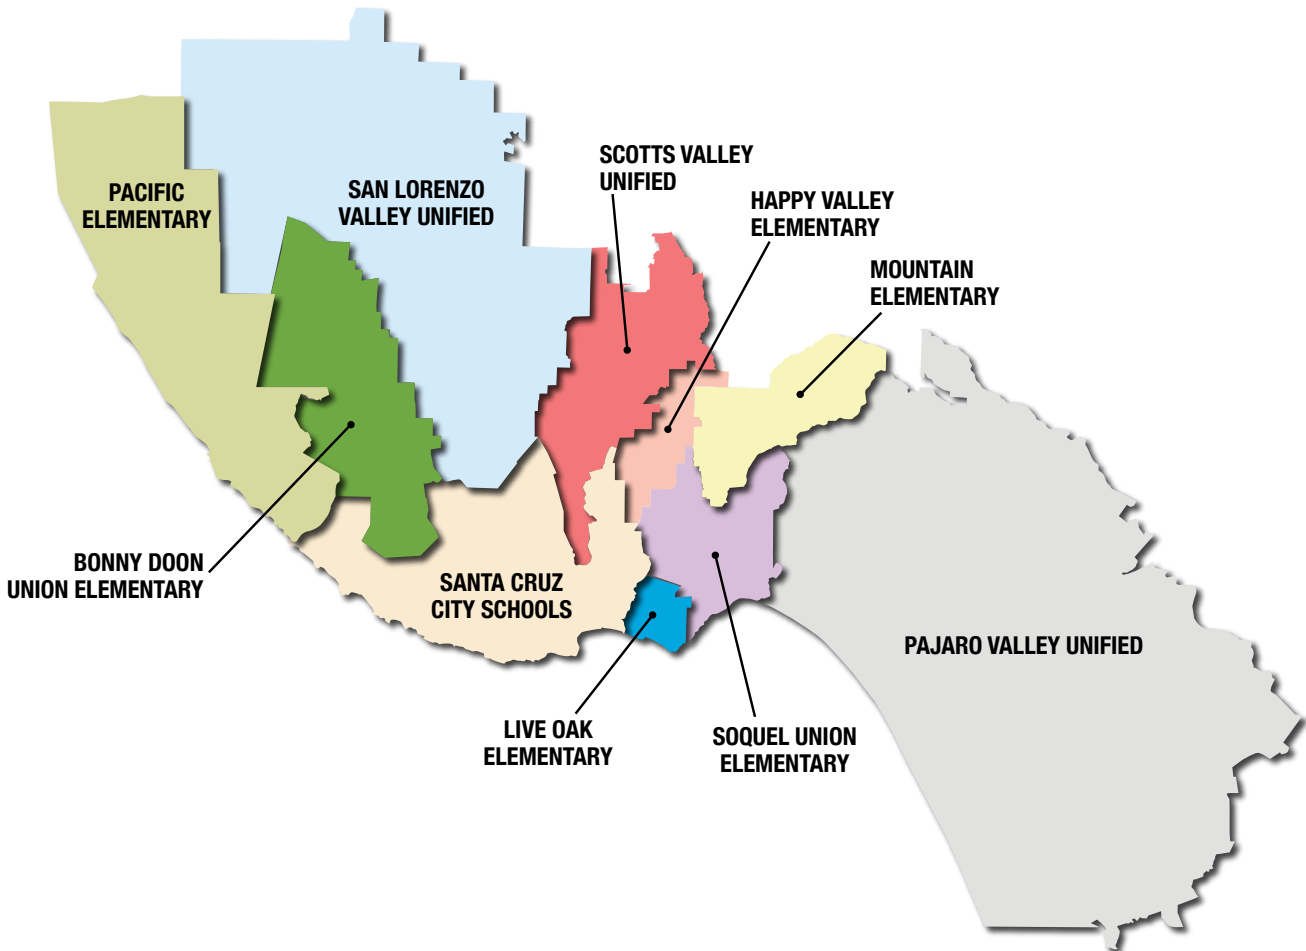 SCOTTS VALLEY
UNIFIED
PACIFIC
ELEMENTARY
SAN LORENZO
VALLEY UNIFIED
HAPPY VALLEY
ELEMENTARY
MOUNTAIN
ELEMENTARY
BONNY DOON
UNION ELEMENTARY
SANTA CRUZ
CITY SCHOOLS
PAJARO VALLEY UNIFIED
LIVE OAK
ELEMENTARY
SOQUEL UNION
ELEMENTARY